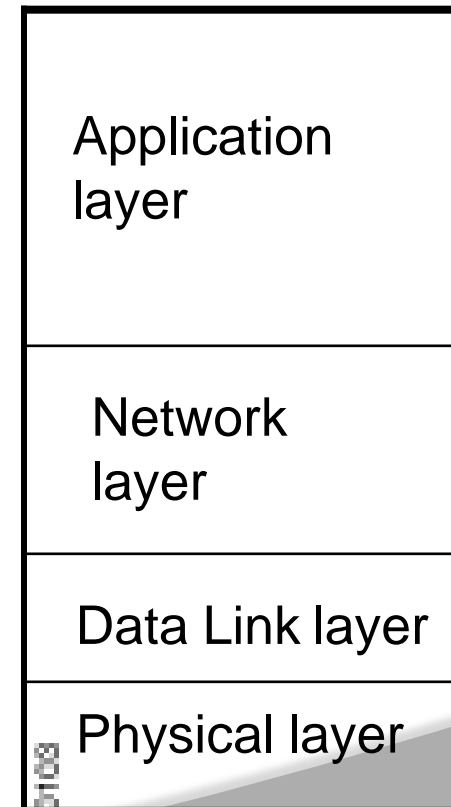 Application
layer
Network
layer
Data Link layer
Physical layer